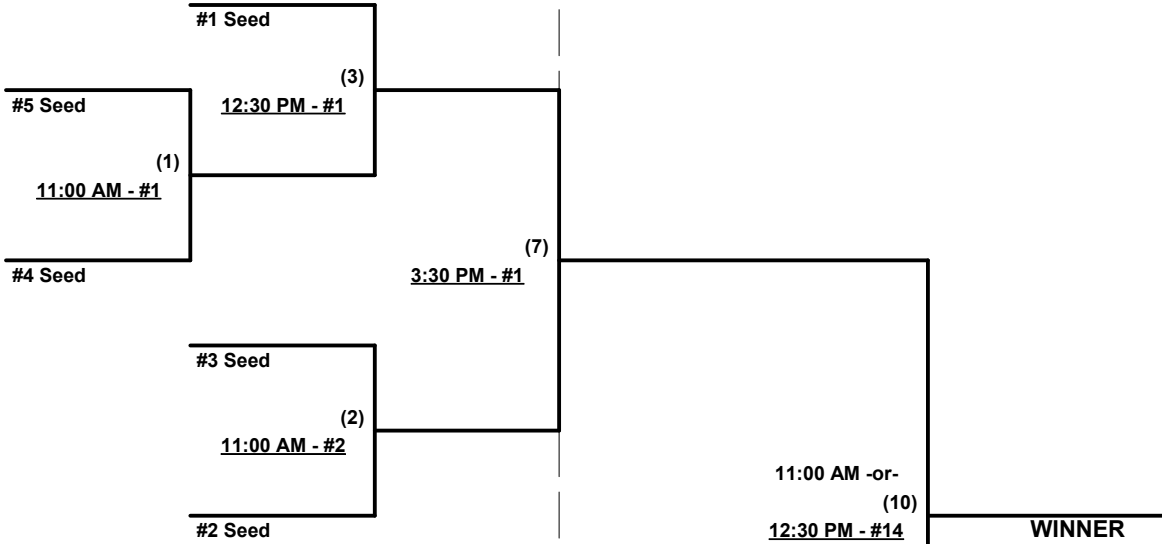 #1 Seed
(3)
12:30 PM - #1
#5 Seed
(1)
11:00 AM - #1
#4 Seed
(7)
3:30 PM - #1
#3 Seed
(2)
11:00 AM - #2
#2 Seed
11:00 AM -or-
(10)
12:30 PM - #14
WINNER